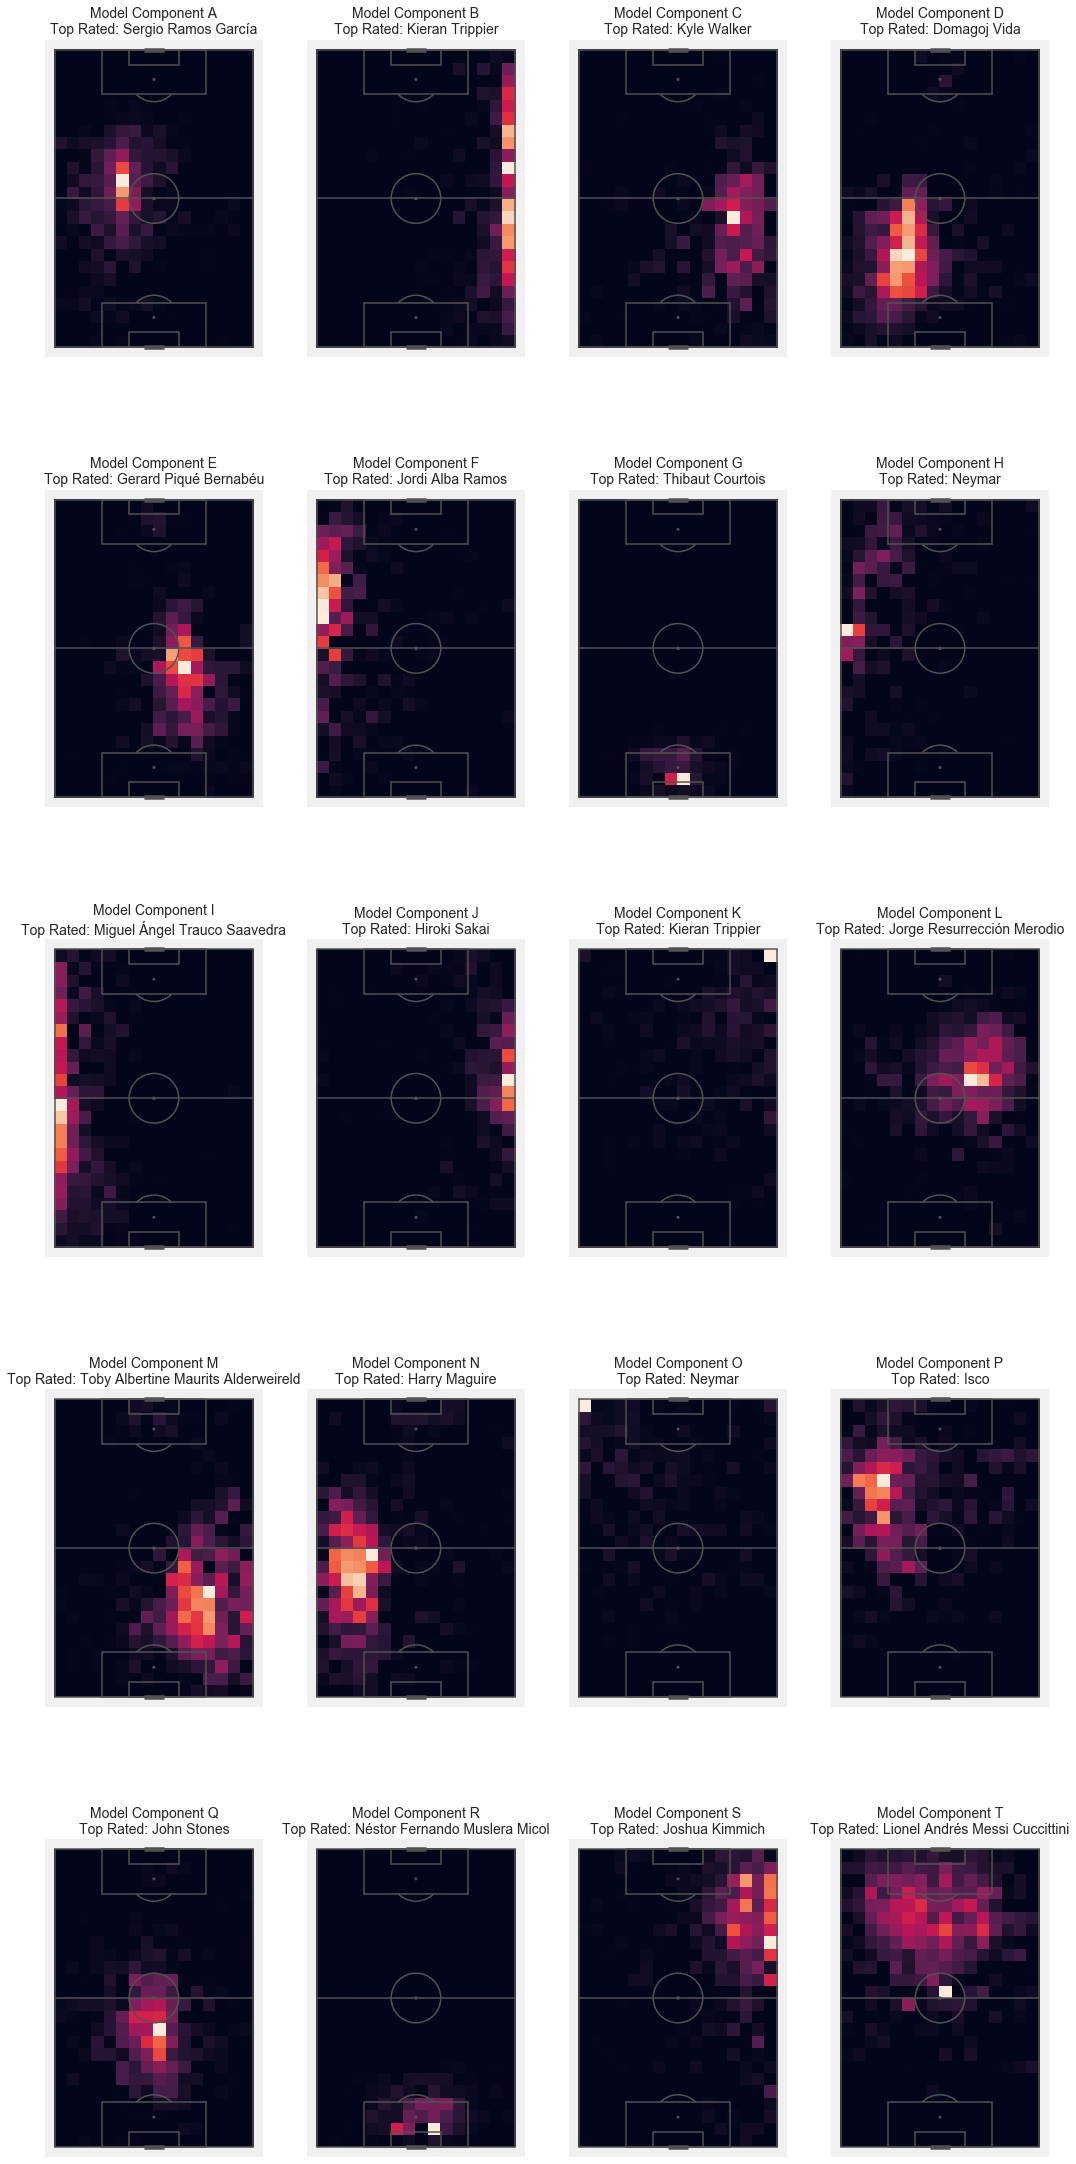 Model Component A
Top Rated: Sergio Ramos García
Model Component B
Top Rated: Kieran Trippier
Model Component C
Top Rated: Kyle Walker
Model Component D
Top Rated: Domagoj Vida
Model Component E
Top Rated: Gerard Piqué Bernabéu
Model Component F
Top Rated: Jordi Alba Ramos
Model Component G
Top Rated: Thibaut Courtois
Model Component H
Top Rated: Neymar
Model Component I
Top Rated: Miguel Ángel Trauco Saavedra
Model Component J
Top Rated: Hiroki Sakai
Model Component K
Top Rated: Kieran Trippier
Model Component L
Top Rated: Jorge Resurrección Merodio
Model Component M
Top Rated: Toby Albertine Maurits Alderweireld
Model Component N
Top Rated: Harry Maguire
Model Component O
Top Rated: Neymar
Model Component P
Top Rated: Isco
Model Component Q
Top Rated: John Stones
Model Component R
Top Rated: Néstor Fernando Muslera Micol
Model Component S
Top Rated: Joshua Kimmich
Model Component T
Top Rated: Lionel Andrés Messi Cuccittini